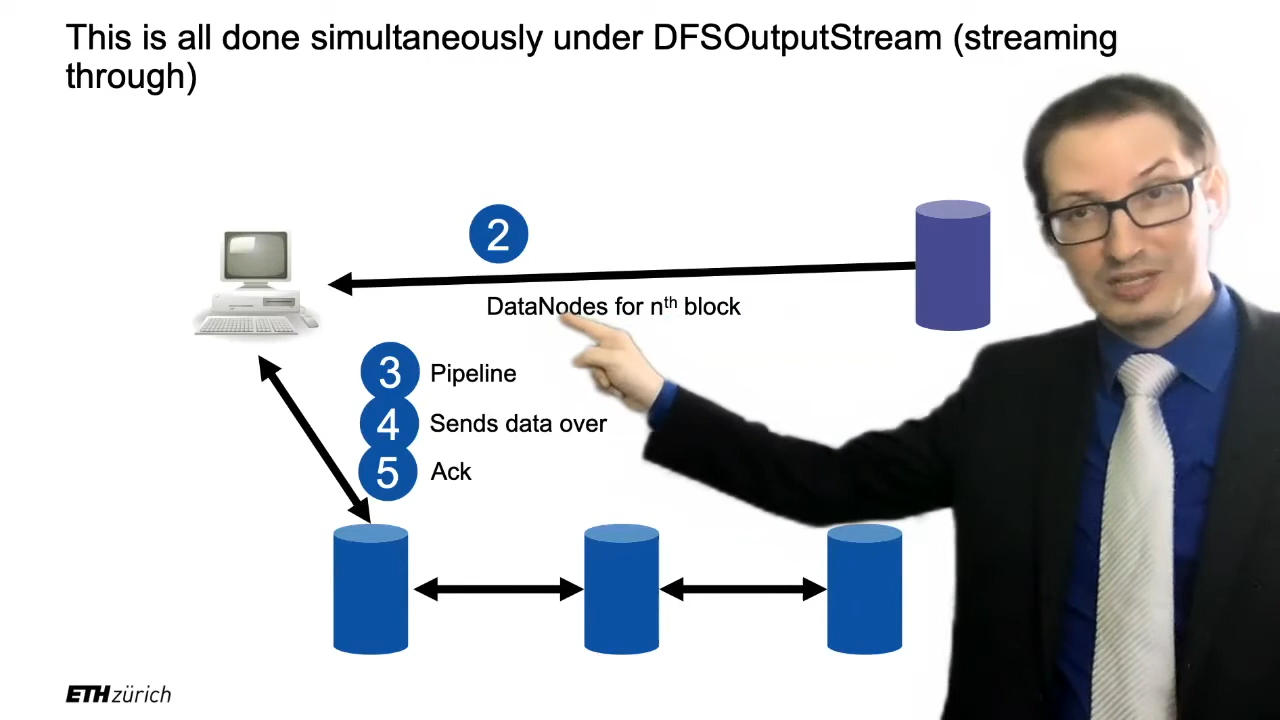 This is all done simultaneously under DFSOutputStream (streaming
through)
2
DataNodes for nth block
3 Pipeline
4 Sends data over
5 Ack
ETH zürich